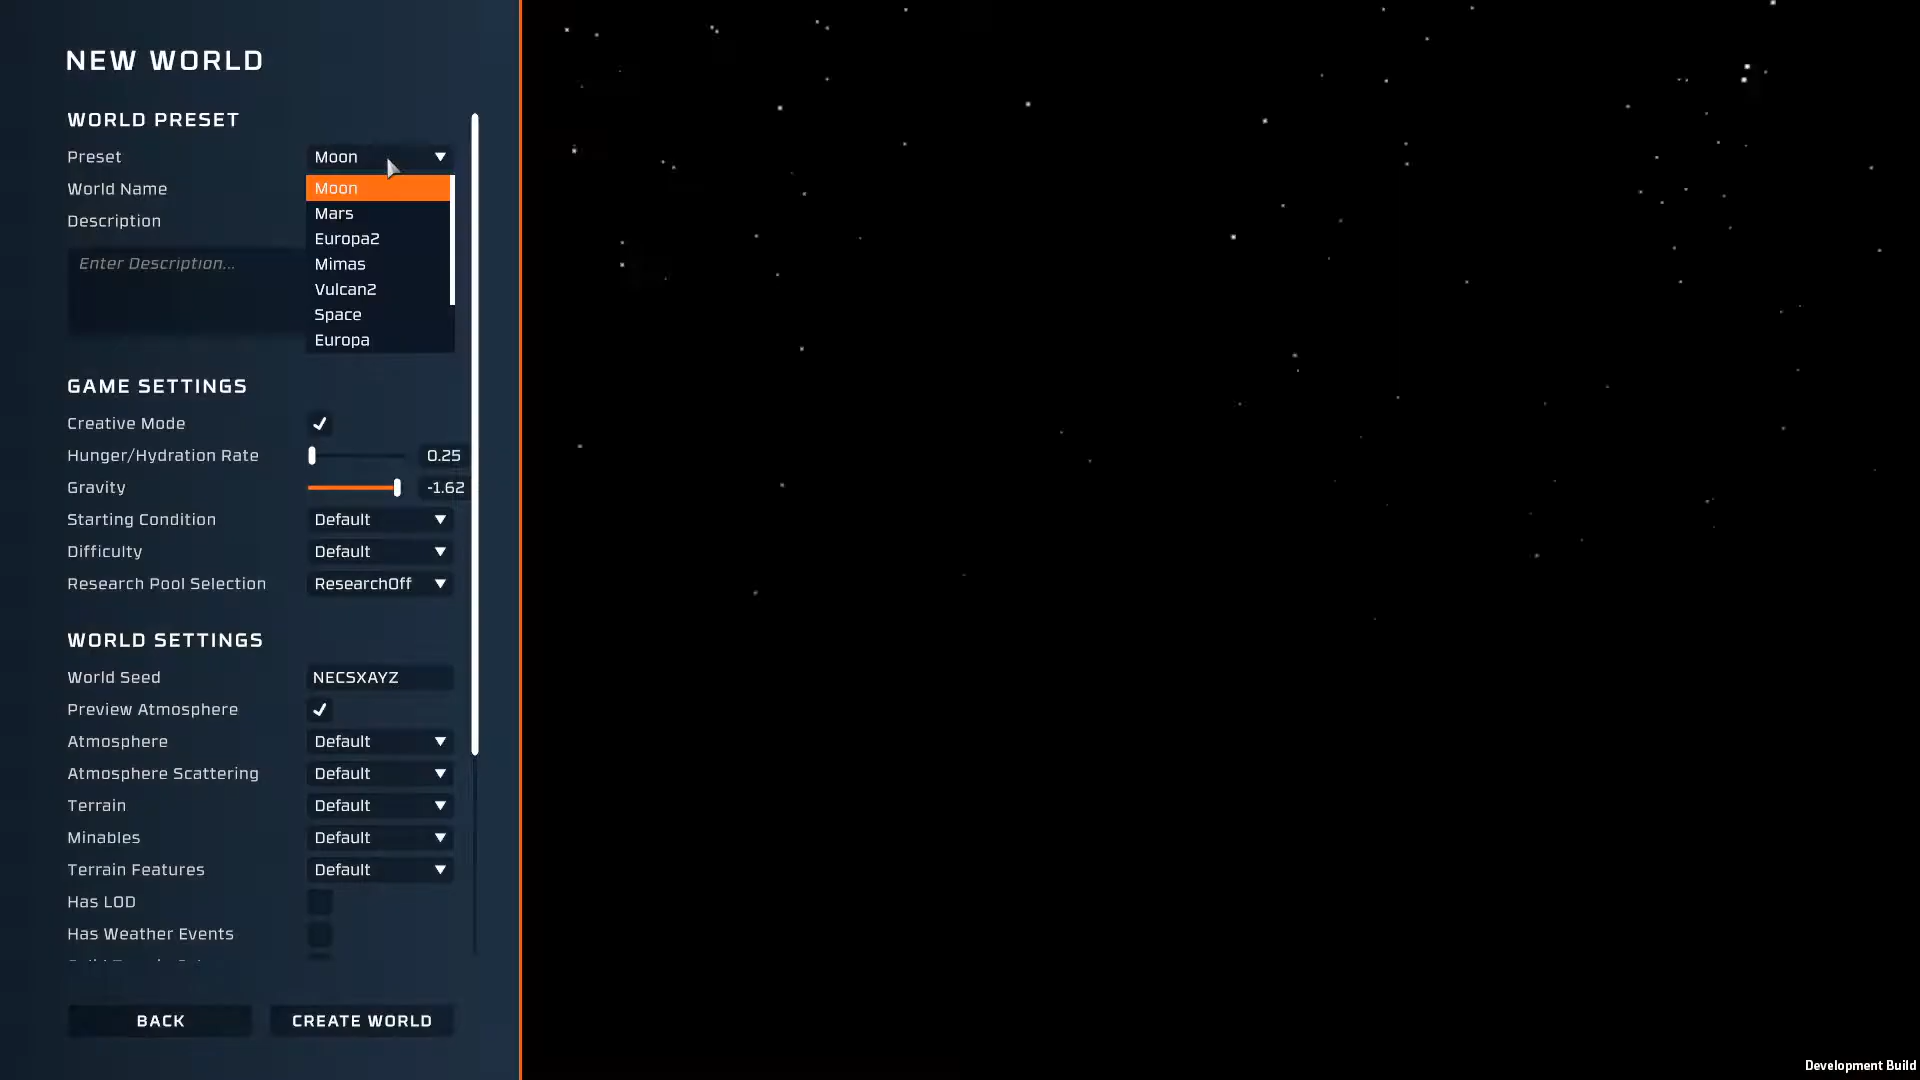 NEW WORLD
WORLD PRESET
Preset Moon
World Name
Description
Enter Description...
Moon
Mars
Europa2
Mimas
Vulcan2
Space
Europa
GAME SETTINGS
Creative Mode
Hunger/Hydration Rate 0.25
Gravity -1.62
Starting Condition Default
Difficulty Default
Research Pool Selection ResearchOff
WORLD SETTINGS
World Seed NECSXAYZ
Preview Atmosphere
Atmosphere Default
Atmosphere Scattering Default
Terrain Default
Minables Default
Terrain Features Default
Has LOD
Has Weather Events
BACK CREATE WORLD
Development Build